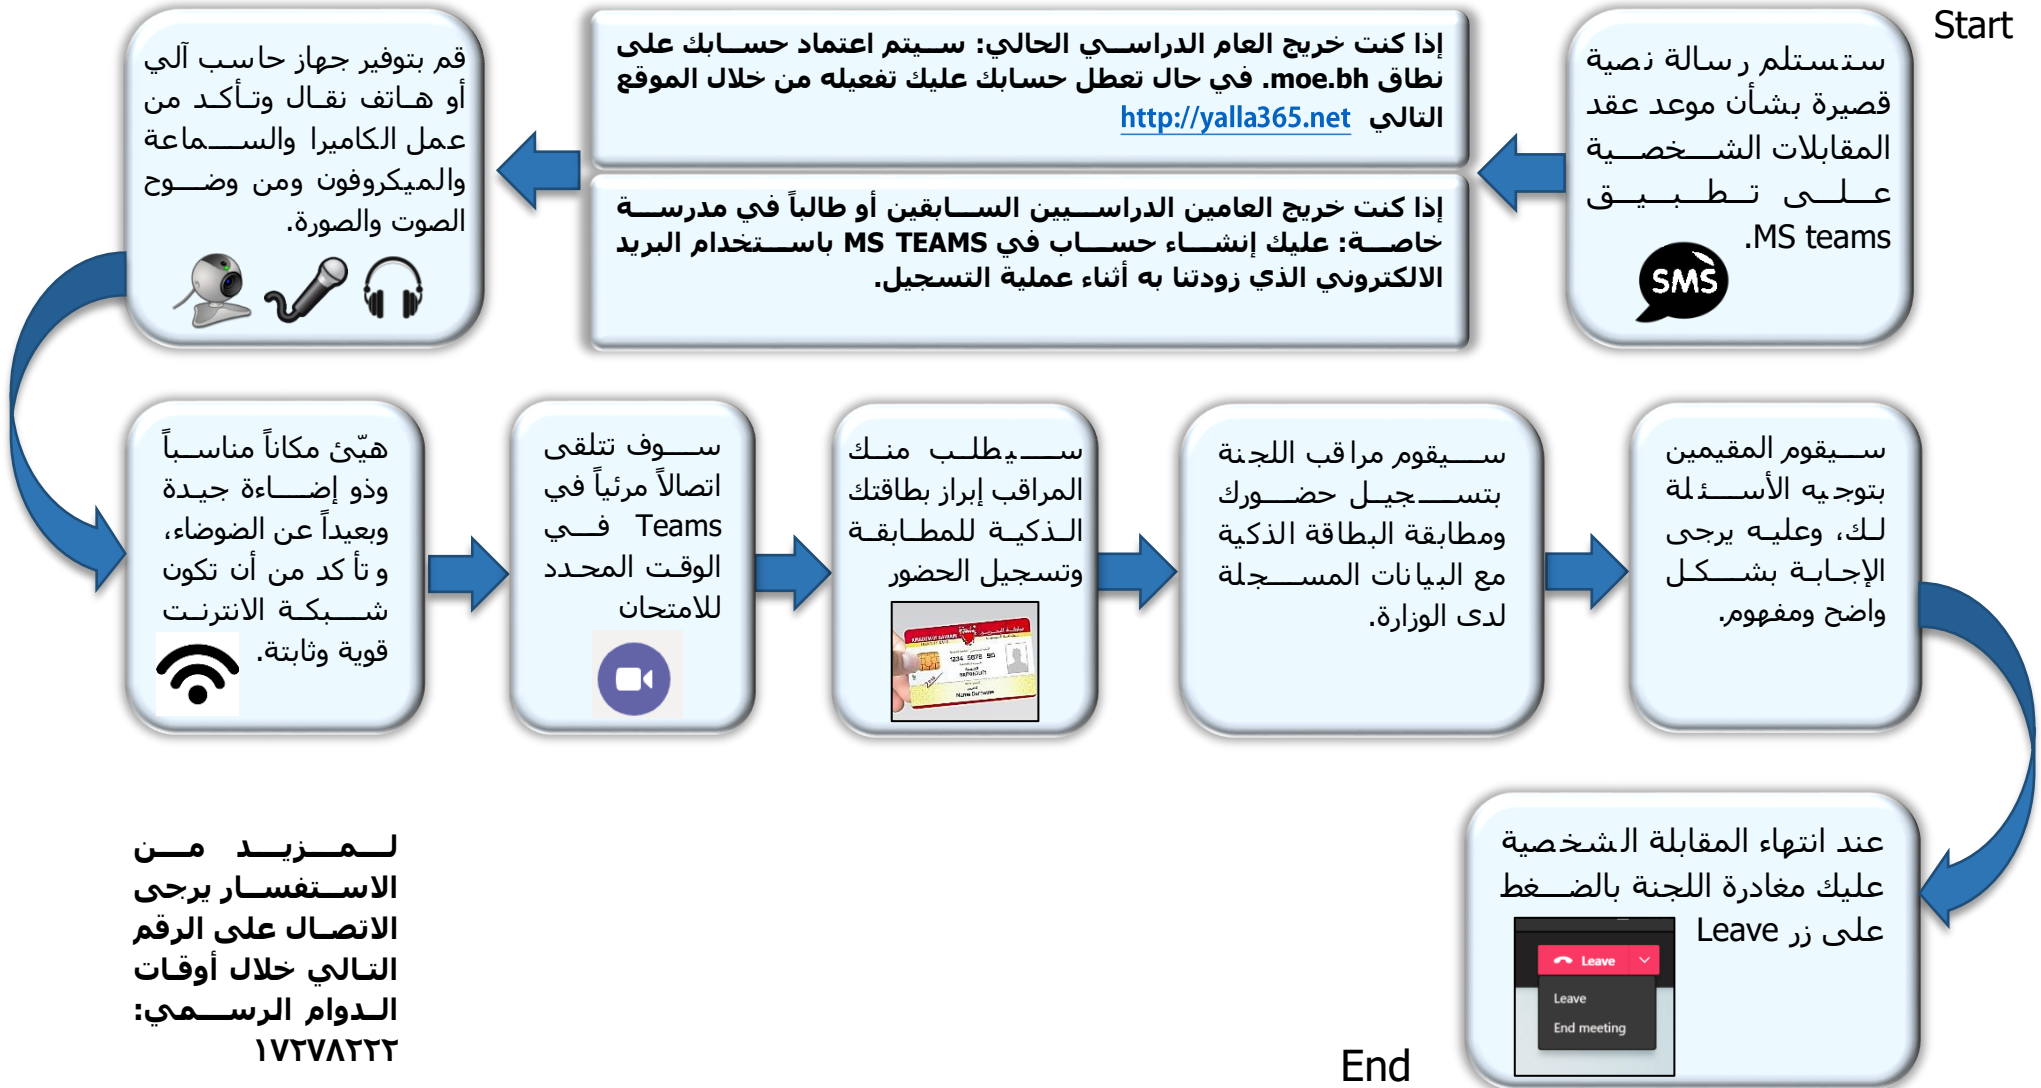 Start
ستستلم رسالة نصية
قصيرة بشأن موعد عقد
المقابلات الشخصية
على تطبيق
MS teams.
SMS
إذا كنت خريج العام الدراسي الحالي: سيتم اعتماد حسابك على
نطاق moe.bh. في حال تعطل حسابك عليك تفعيله من خلال الموقع
التالي http://yalla365.net
إذا كنت خريج العامين الدراسيين السابقين أو طالباً في مدرسة
خاصة: عليك إنشاء حساب في MS TEAMS باستخدام البريد
الالكتروني الذي زودتنا به أثناء عملية التسجيل.
قم بتوفير جهاز حاسب آلي
أو هاتف نقال وتأكد من
عمل الكاميرا والسماعة
والميكروفون ومن وضوح
الصوت والصورة.
هيّئ مكاناً مناسباً
وذو إضاءة جيدة
وبعيداً عن الضوضاء،
وتأكد من أن تكون
شبكة الانترنت
قوية وثابتة.
سوف تتلقى
اتصالاً مرئياً في
Teams في
الوقت المحدد
للامتحان
سيطلب منك
المراقب إبراز بطاقتك
الذكية للمطابقة
وتسجيل الحضور
سيقوم مراقب اللجنة
بتسجيل حضورك
ومطابقة البطاقة الذكية
مع البيانات المسجلة
لدى الوزارة.
سيقوم المقيمين
بتوجيه الأسئلة
لك، وعليه يرجى
الإجابة بشكل
واضح ومفهوم.
عند انتهاء المقابلة الشخصية
عليك مغادرة اللجنة بالضغط
على زر Leave
Leave
Leave
End meeting
End
لمزيد من
الاستفسار يرجى
الاتصال على الرقم
التالي خلال أوقات
الدوام الرسمي:
١٧٢٧٨٢٢٢